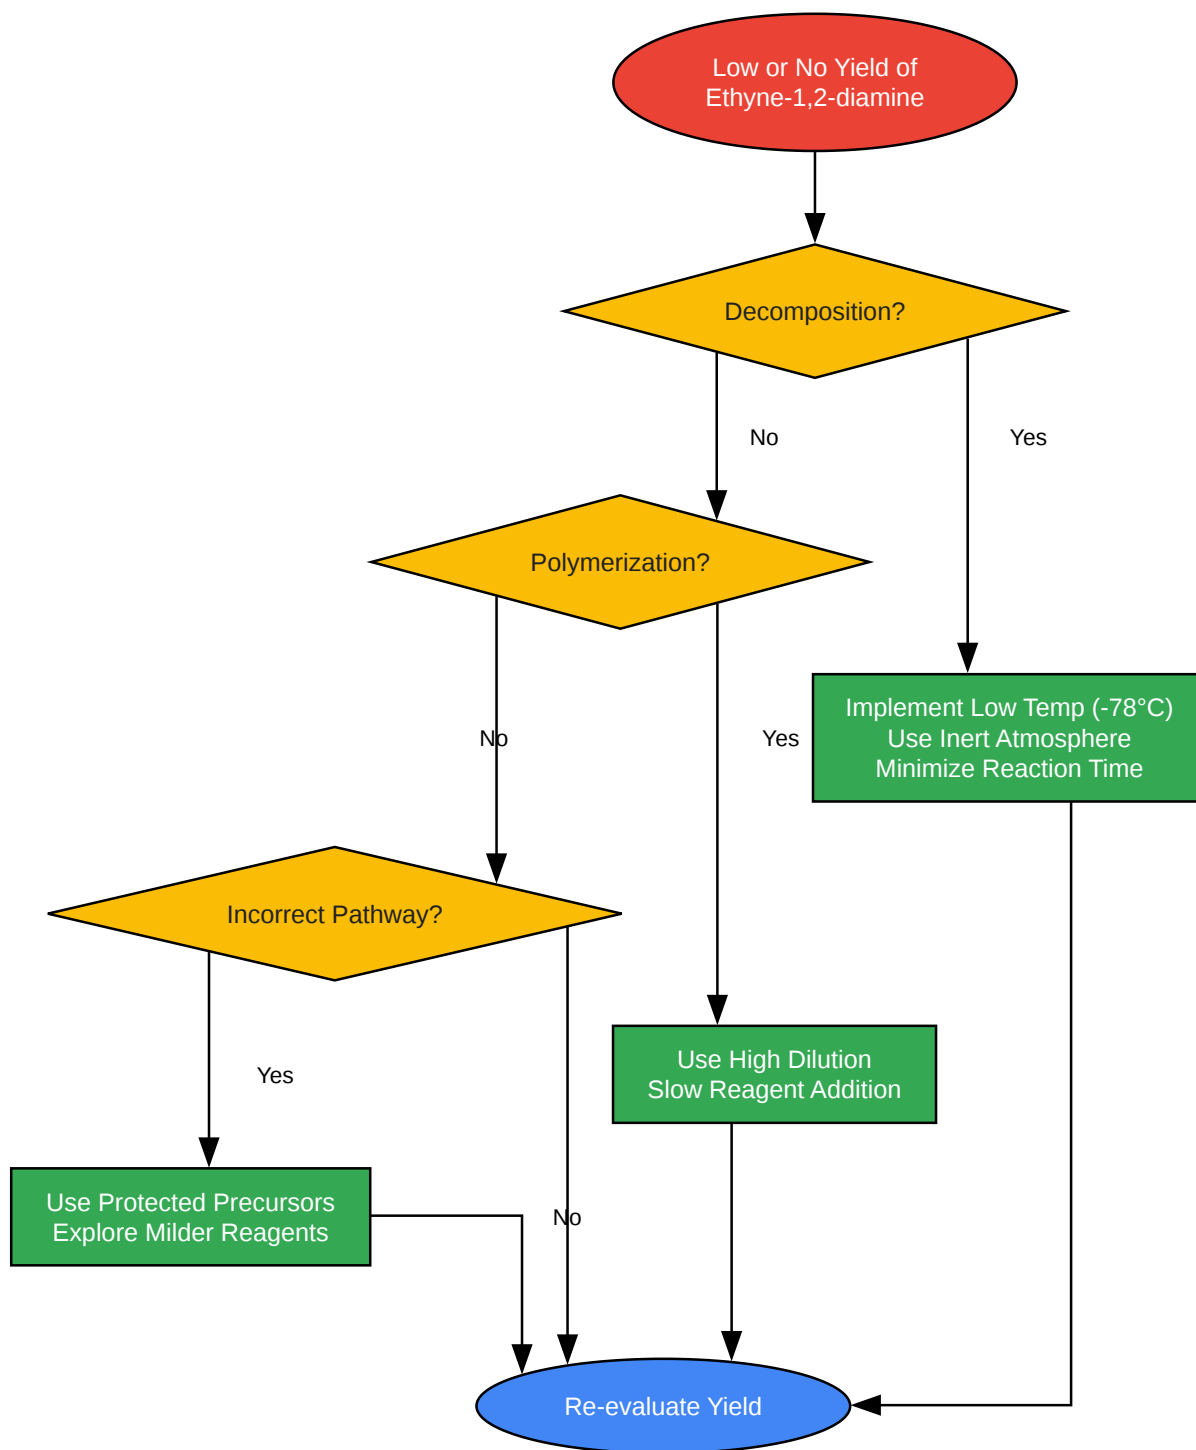 Low or No Yield of
Ethyne-1,2-diamine
Decomposition?
No
Yes
Polymerization?
Implement Low Temp (-78°C)
Use Inert Atmosphere
Minimize Reaction Time
No
Yes
Incorrect Pathway?
Use High Dilution
Slow Reagent Addition
Yes
Use Protected Precursors
Explore Milder Reagents
No
Re-evaluate Yield